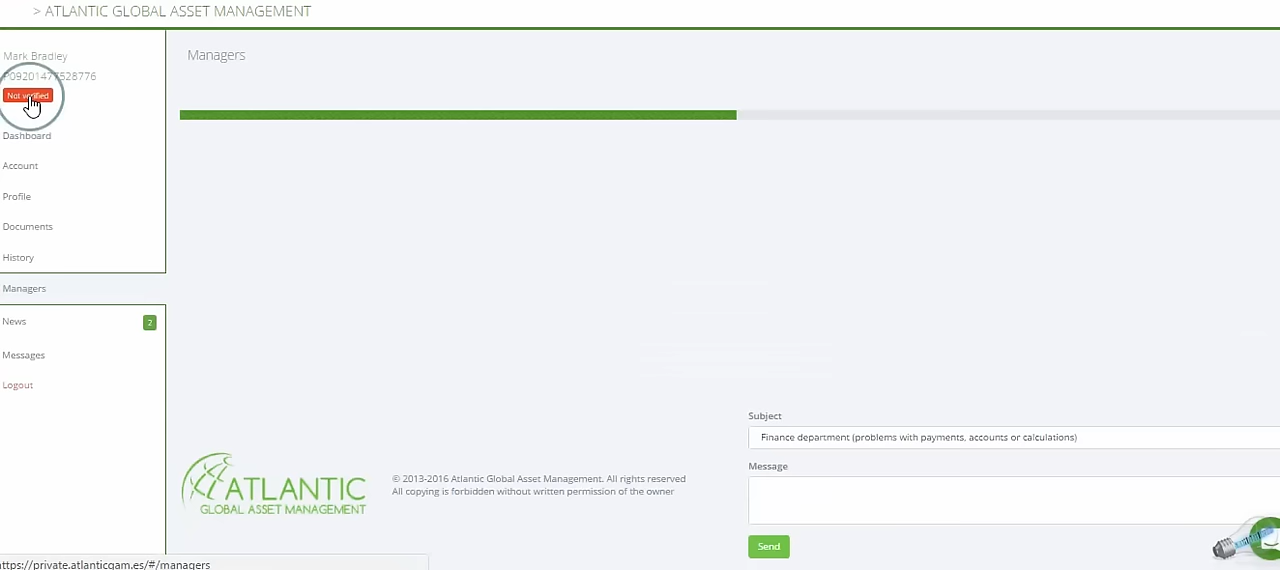 > ATLANTIC GLOBAL ASSET MANAGEMENT
Mark Bradley
P09201477528776
Not verified
Dashboard
Account
Profile
Documents
History
Managers
News 2
Messages
Logout
Managers
Subject
Finance department (problems with payments, accounts or calculations)
Message
Send
ATLANTIC
GLOBAL ASSET MANAGEMENT
© 2013-2016 Atlantic Global Asset Management. All rights reserved
All copying is forbidden without written permission of the owner
https://private.atlanticgam.es/#/managers